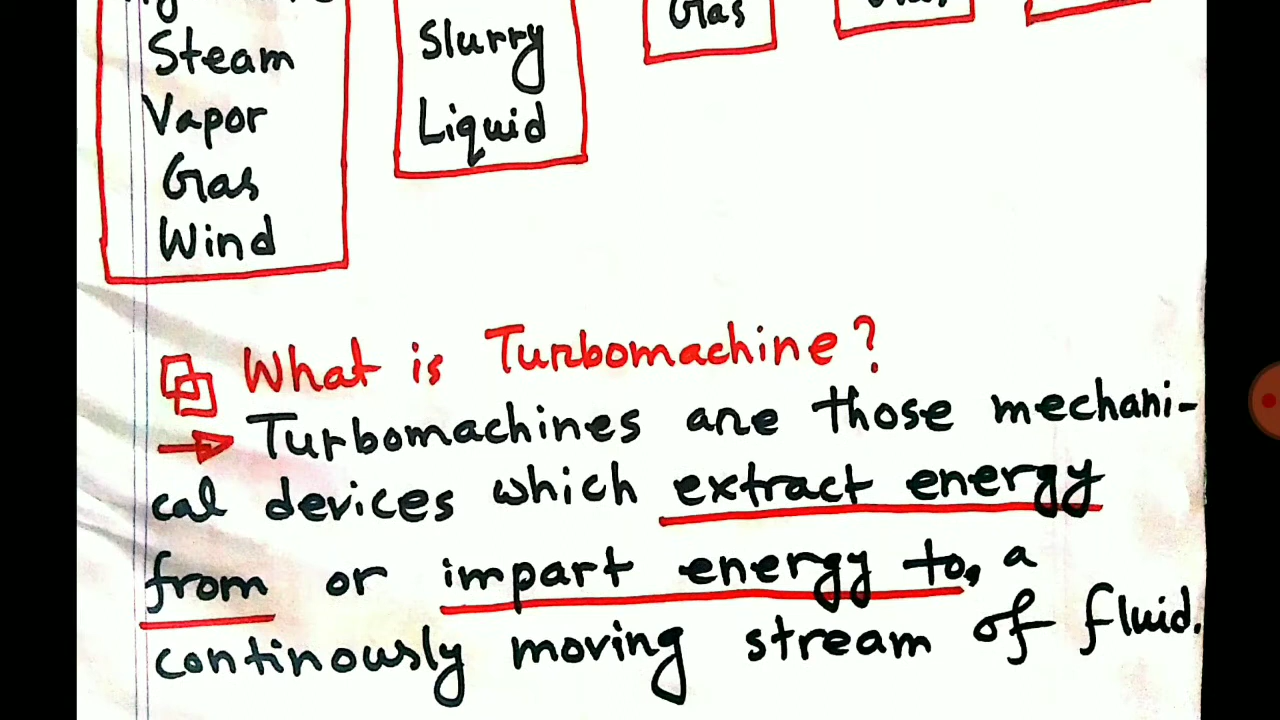 Steam
Vapor
Gas
Wind
Slurry
Liquid
Gas
What is Turbomachine?
Turbomachines are those mechani-
cal devices which extract energy
from or impart energy to, a
continously moving stream of fluid.